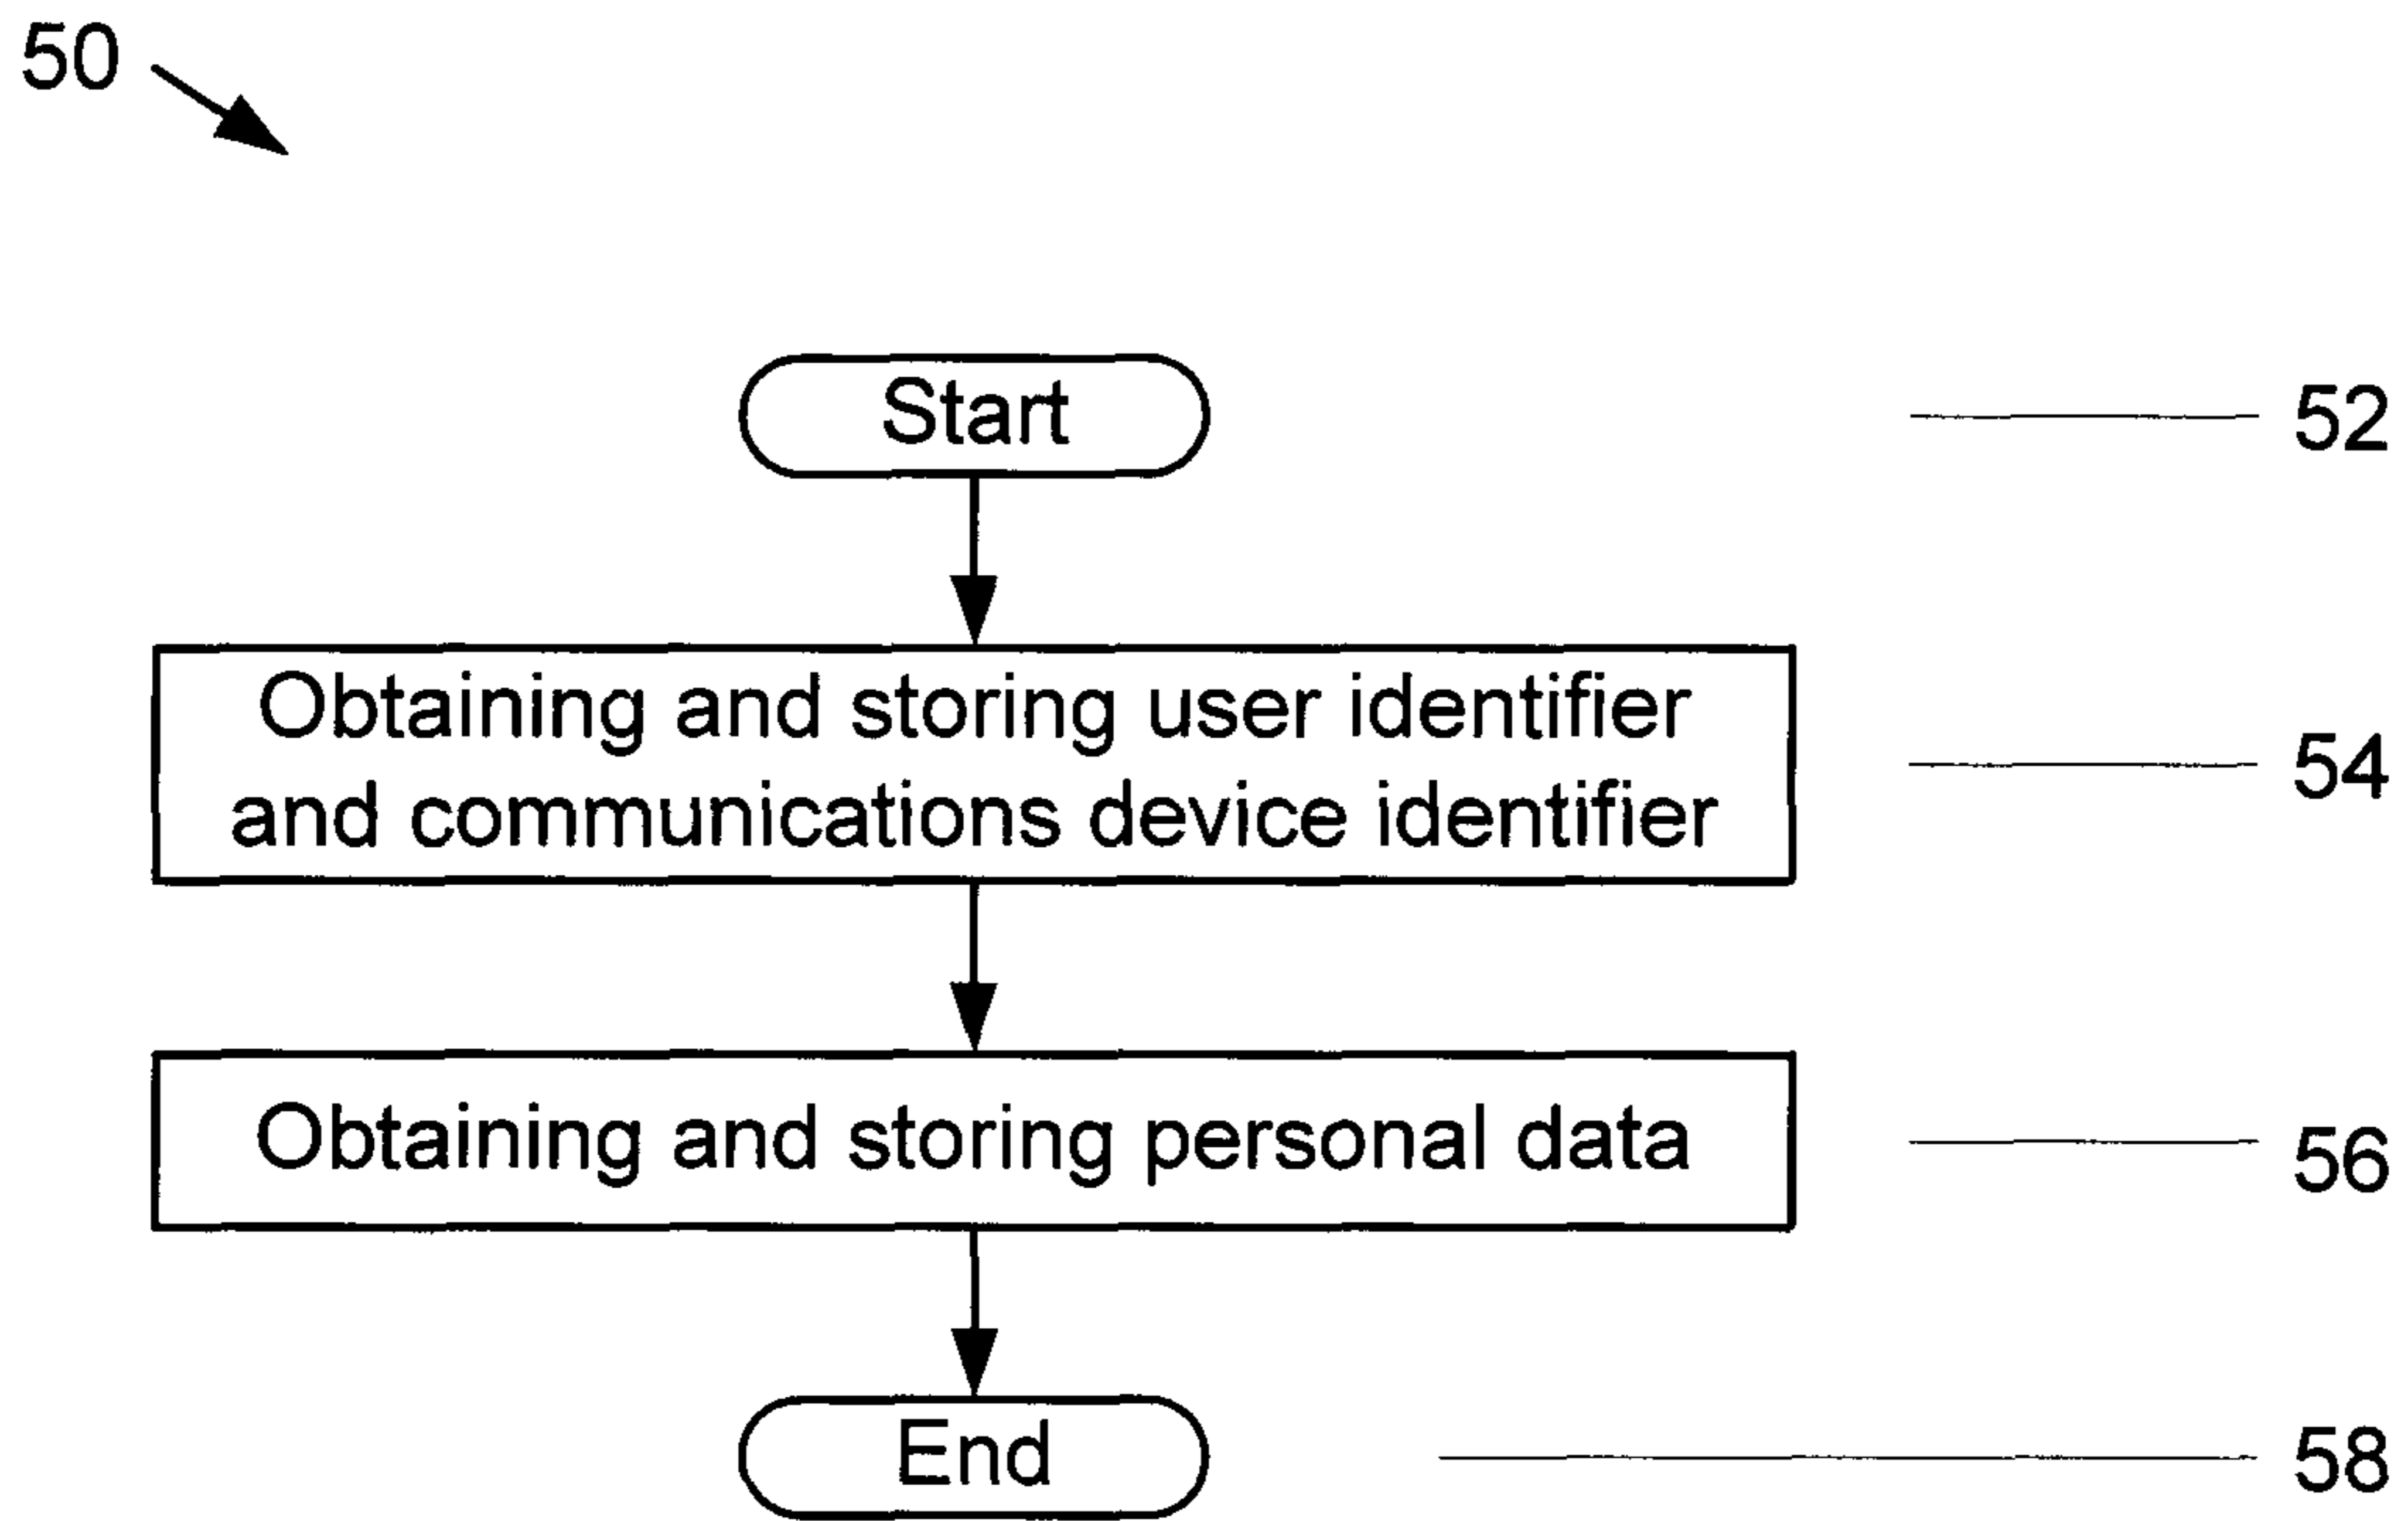 50
Start
52
Obtaining and storing user identifier
and communications device identifier
54
Obtaining and storing personal data
56
End
58